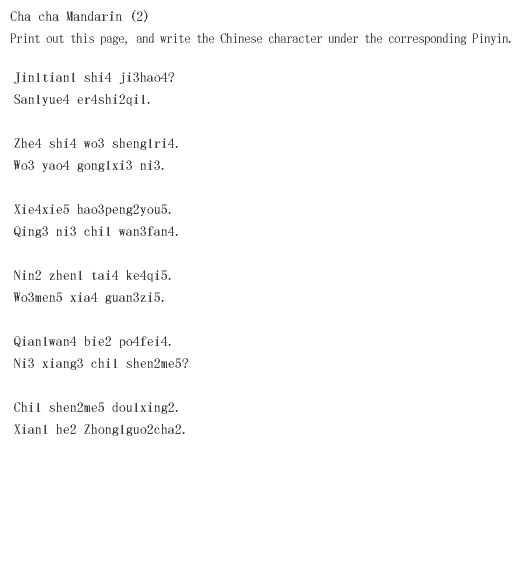 Cha cha Mandarin (2)
Print out this page, and write the Chinese character under the corresponding Pinyin.
Jin1tian1 shi4 ji3hao4?
San1yue4 er4shi2qi1.
Zhe4 shi4 wo3 sheng1ri4.
Wo3 yao4 gong1xi3 ni3.
Xie4xie5 hao3peng2you5.
Qing3 ni3 chi1 wan3fan4.
Nin2 zhen1 tai4 ke4qi5.
Wo3men5 xia4 guan3zi5.
Qian1wan4 bie2 po4fei4.
Ni3 xiang3 chi1 shen2me5?
Chi1 shen2me5 dou1xing2.
Xian1 he2 Zhong1guo2cha2.